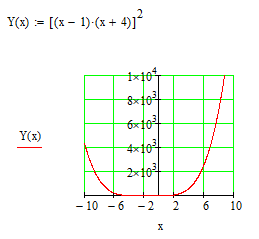 Y(x) := [(x − 1)·(x + 4)]²
1×10⁴
8×10³
6×10³
Y(x)
4×10³
2×10³
− 10 − 6 − 2 2 6 10
x